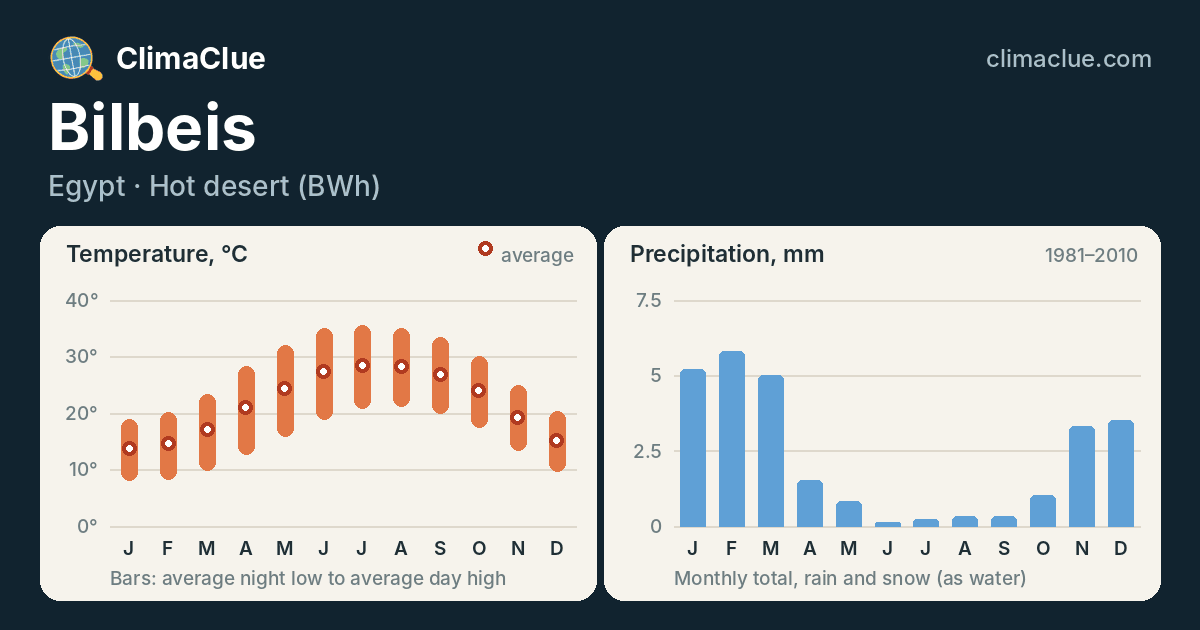 ClimaClue
climaclue.com
Bilbeis
Egypt · Hot desert (BWh)
Temperature, °C
average
40°
30°
20°
10°
0°
J F M A M J J A S O N D
Bars: average night low to average day high
Precipitation, mm
1981–2010
7.5
5
2.5
0
J F M A M J J A S O N D
Monthly total, rain and snow (as water)